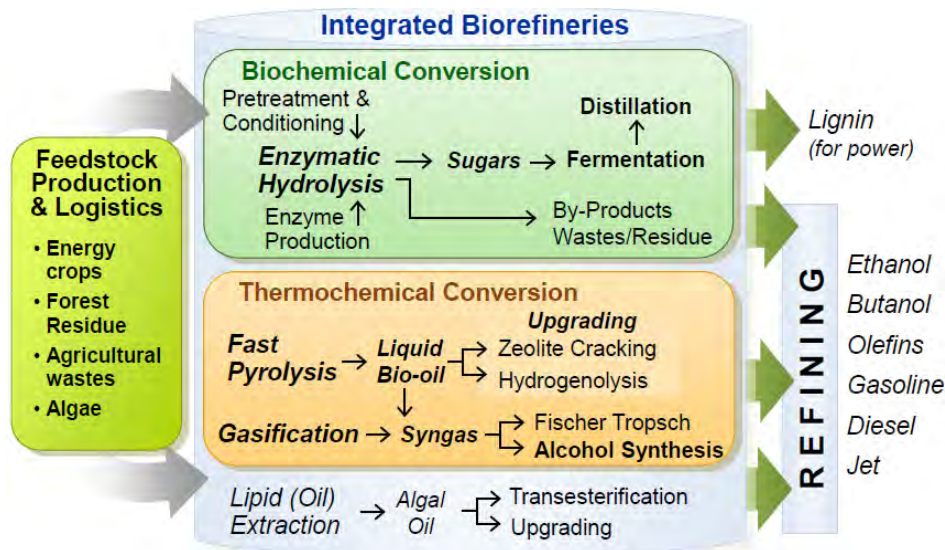 Integrated Biorefineries
Feedstock
Production
& Logistics
• Energy
crops
• Forest
Residue
• Agricultural
wastes
• Algae
Biochemical Conversion
Pretreatment &
Conditioning
Enzymatic
Hydrolysis
Enzyme
Production
Sugars
Distillation
Fermentation
By-Products
Wastes/Residue
Thermochemical Conversion
Fast
Pyrolysis
Liquid
Bio-oil
Upgrading
Zeolite Cracking
Hydrogenolysis
Gasification
Syngas
Fischer Tropsch
Alcohol Synthesis
Lipid (Oil)
Extraction
Algal
Oil
Transesterification
Upgrading
Lignin
(for power)
REFINING
Ethanol
Butanol
Olefins
Gasoline
Diesel
Jet